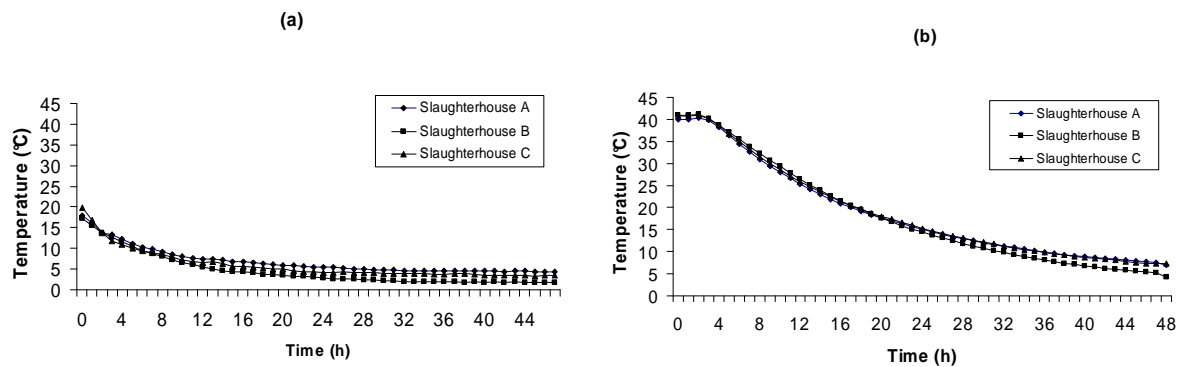 (a)
45
40
35
30
25
20
15
10
5
0
Temperature (°C)
0 4 8 12 16 20 24 28 32 36 40 44
Time (h)
Slaughterhouse A
Slaughterhouse B
Slaughterhouse C
(b)
45
40
35
30
25
20
15
10
5
0
Temperature (°C)
0 4 8 12 16 20 24 28 32 36 40 44 48
Time (h)
Slaughterhouse A
Slaughterhouse B
Slaughterhouse C